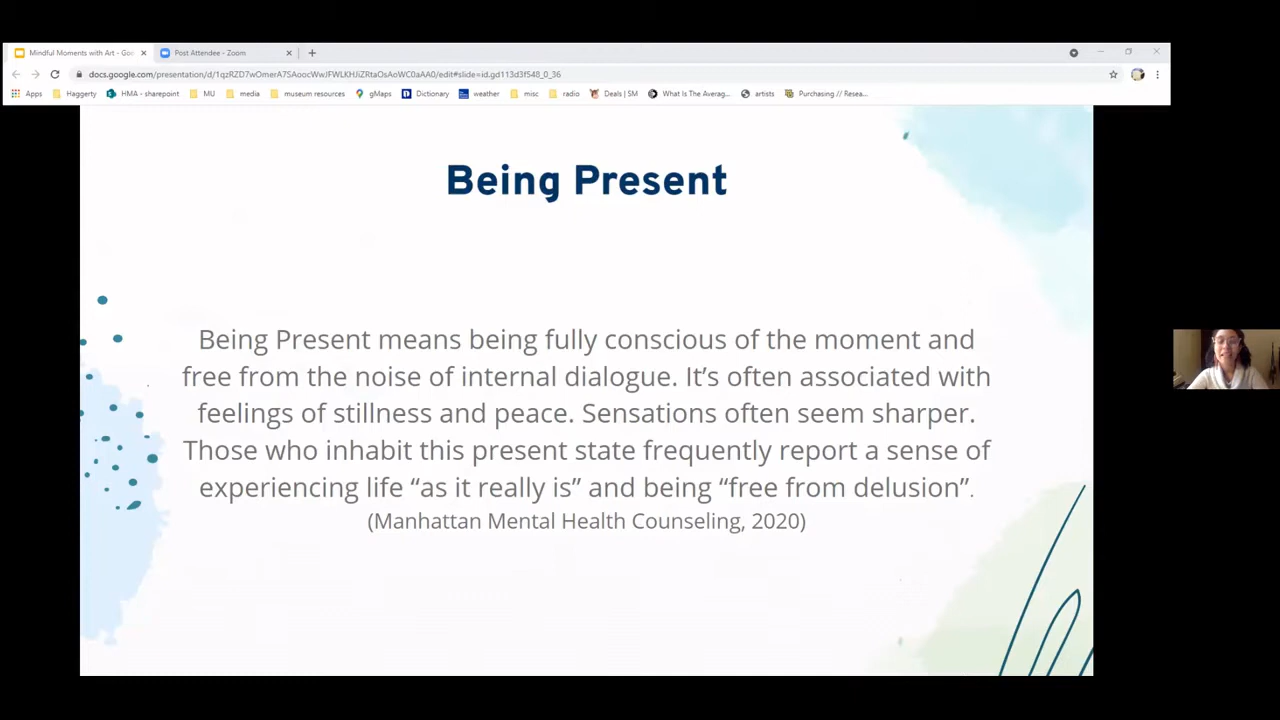 Mindful Moments with Art - Goo
Post Attendee - Zoom
docs.google.com/presentation/d/1qzRZD7wOmerA7SAoocWwJFWLKHJiZRtaOsAoWC0aAA0/edit#slide=id.gd113d3f548_0_36
Apps Haggerty HMA - sharepoint MU media museum resources gMaps Dictionary weather misc radio Deals | SM What Is The Averag... artists Purchasing // Resea...
Being Present
Being Present means being fully conscious of the moment and
free from the noise of internal dialogue. It’s often associated with
feelings of stillness and peace. Sensations often seem sharper.
Those who inhabit this present state frequently report a sense of
experiencing life “as it really is” and being “free from delusion”.
(Manhattan Mental Health Counseling, 2020)